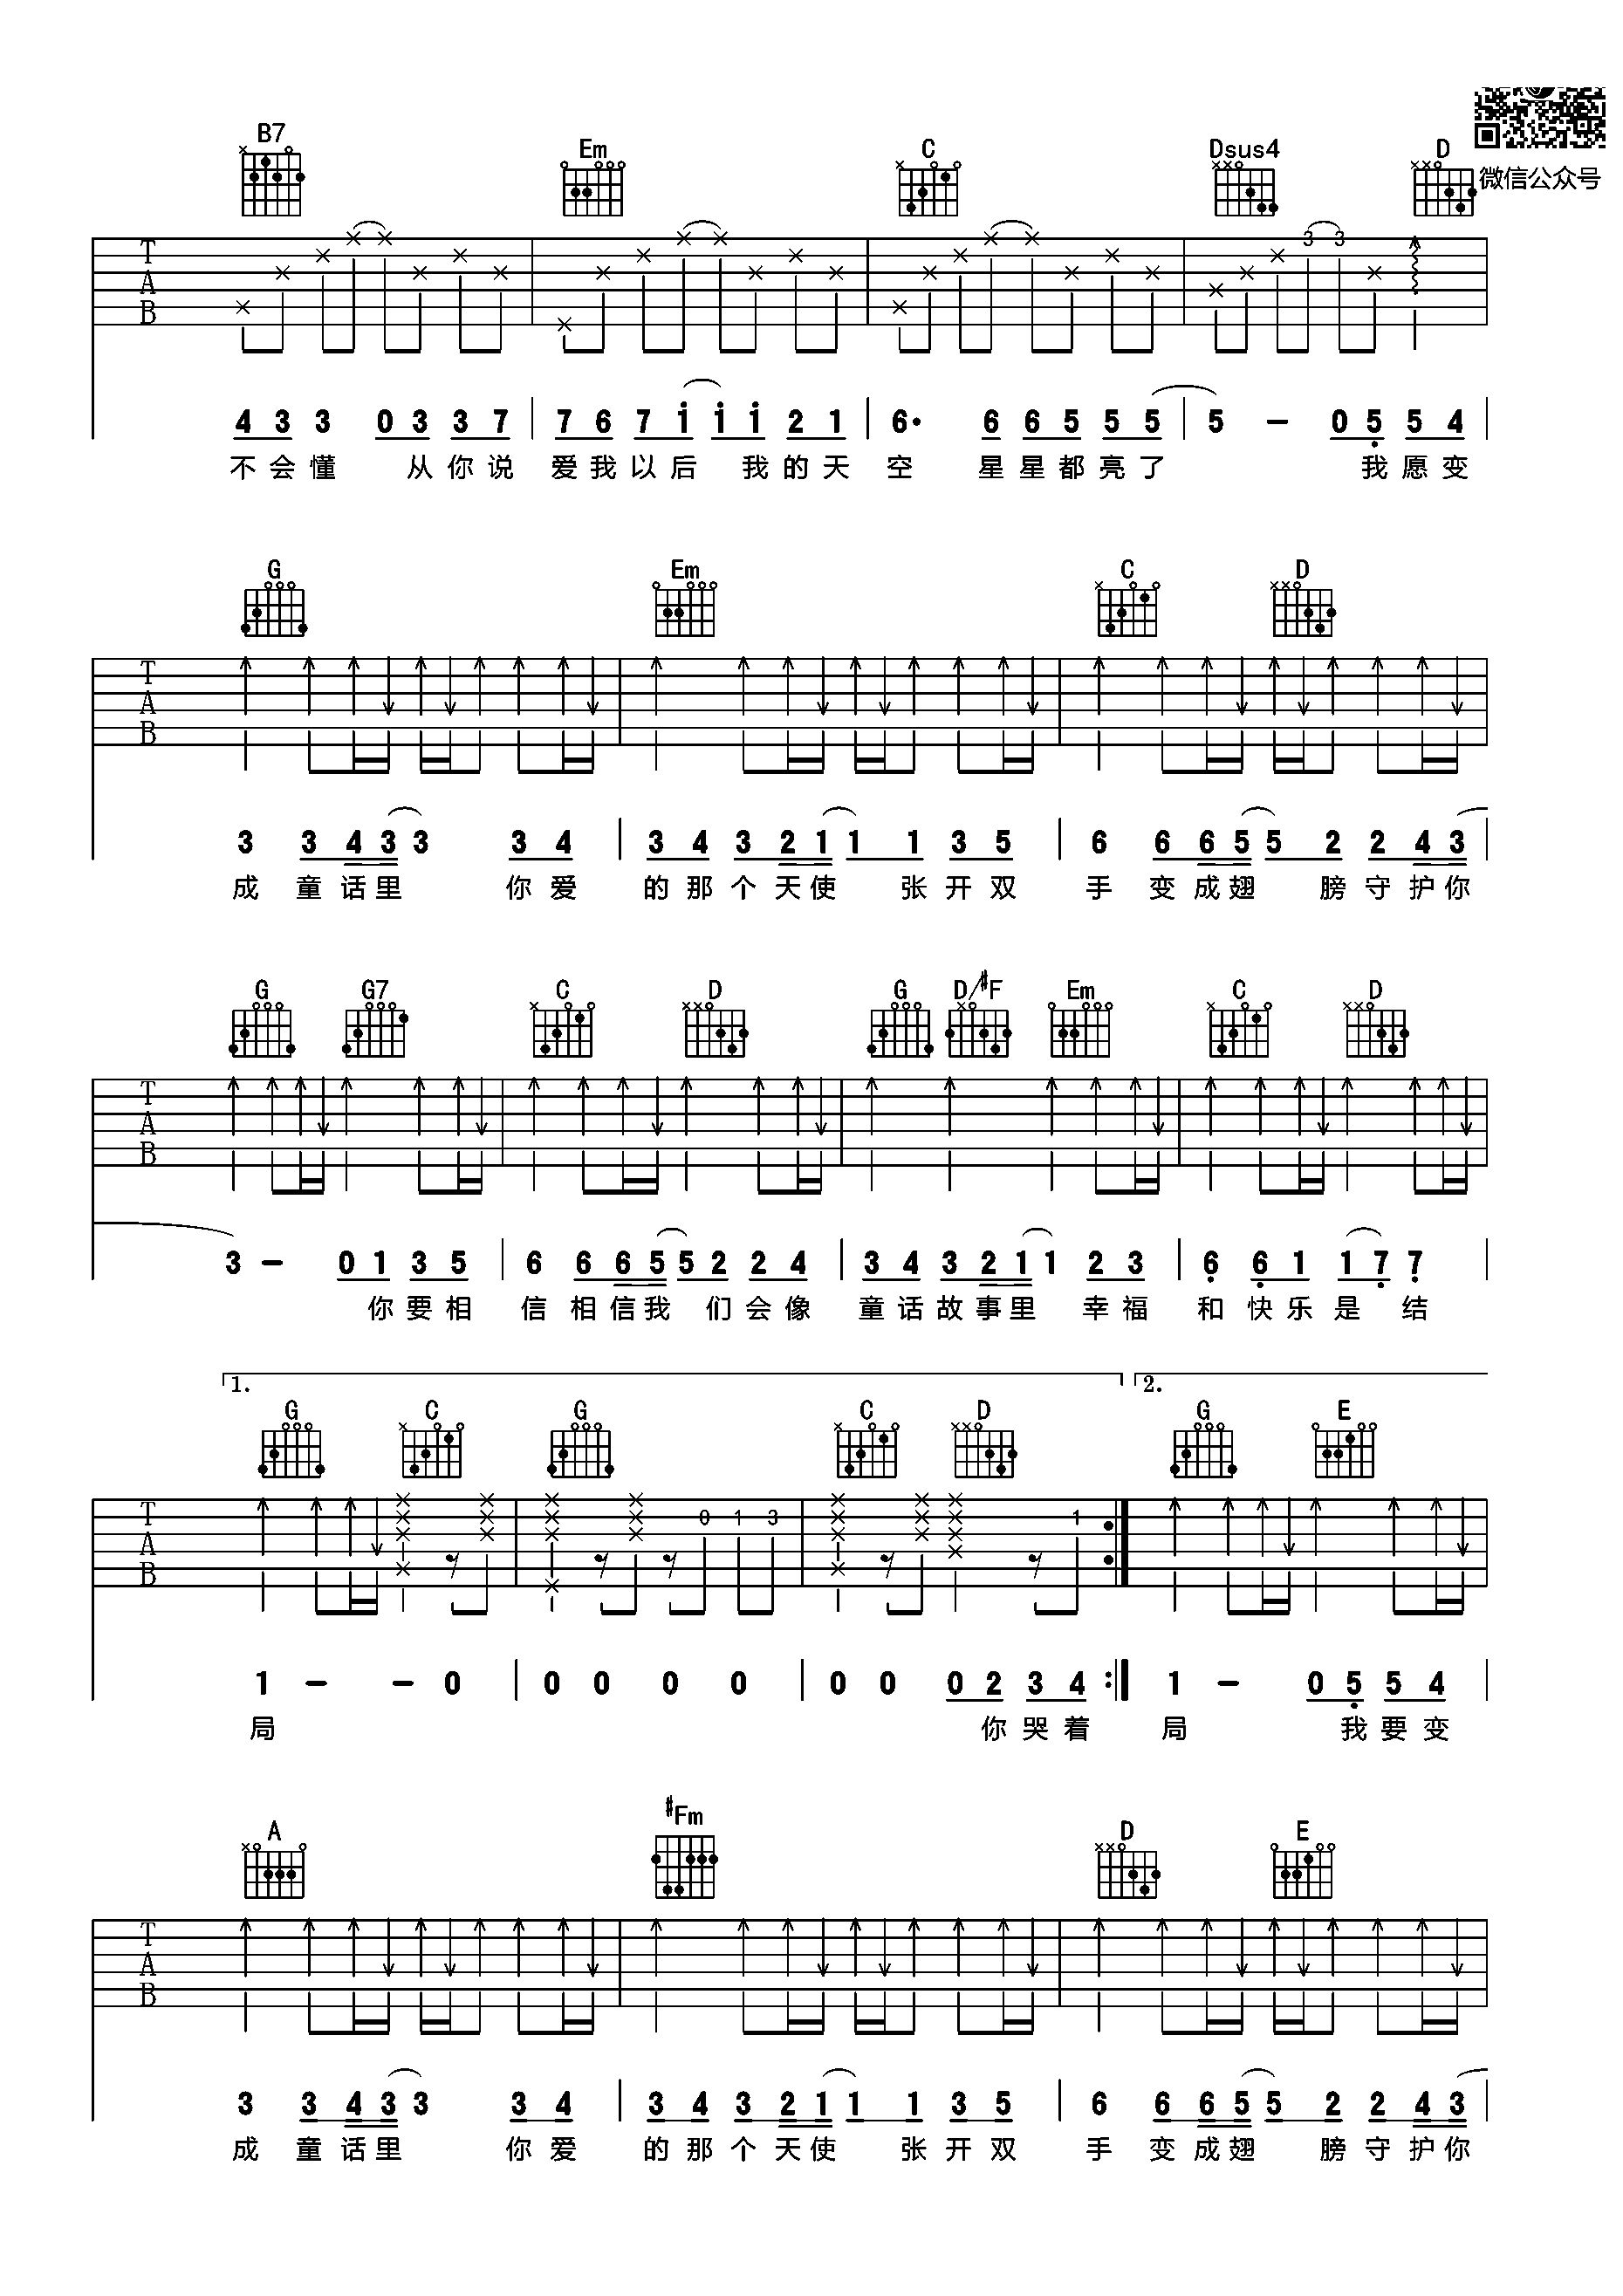 微信公众号
B7 Em C Dsus4 D
T
A
B
3 3
4 3 3 0 3 3 7 | 7 6 7 i i i 2 1 | 6· 6 6 5 5 5 | 5 – 0 5 5 4 |
不会懂 从你说 爱我以后 我的天 空 星星都亮了 我愿变
G Em C D
T
A
B
3 3 4 3 3 3 4 | 3 4 3 2 1 1 1 3 5 | 6 6 6 5 5 2 2 4 3 |
成 童话里 你爱 的那个天使 张开双 手 变成翅 膀守护你
G G7 C D G D/#F Em C D
T
A
B
3 – 0 1 3 5 | 6 6 6 5 5 2 2 4 | 3 4 3 2 1 1 2 3 | 6 6 1 1 7 7 |
你要相 信相信我 们会像 童话故事里 幸福 和快乐是 结
1. 2.
G C G C D G E
T
A
B
0 1 3 1
1 – – 0 | 0 0 0 0 | 0 0 0 2 3 4 :| 1 – 0 5 5 4 |
局 你哭着 局 我要变
A #Fm D E
T
A
B
3 3 4 3 3 3 4 | 3 4 3 2 1 1 1 3 5 | 6 6 6 5 5 2 2 4 3 |
成 童话里 你爱 的那个天使 张开双 手 变成翅 膀守护你